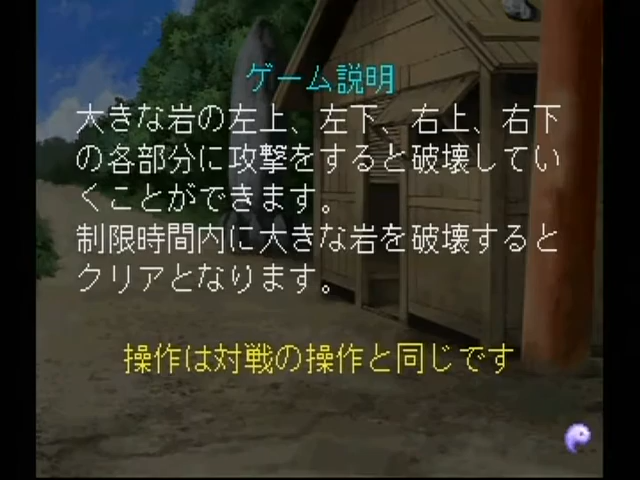 ゲーム説明
大きな岩の左上、左下、右上、右下
の各部分に攻撃をすると破壊してい
くことができます。
制限時間内に大きな岩を破壊すると
クリアとなります。
操作は対戦の操作と同じです